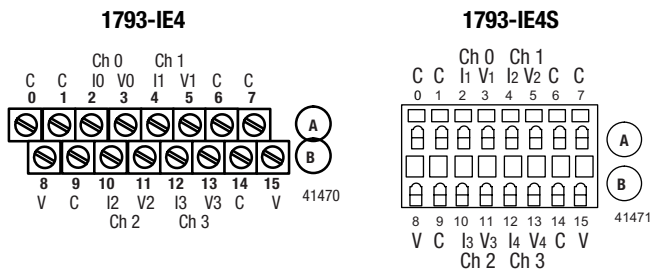 1793-IE4
Ch 0 Ch 1
C C I0 V0 I1 V1 C C
0 1 2 3 4 5 6 7
A
B
8 9 10 11 12 13 14 15
V C I2 V2 I3 V3 C V
Ch 2 Ch 3
41470
1793-IE4S
Ch 0 Ch 1
C C I1 V1 I2 V2 C C
0 1 2 3 4 5 6 7
A
B
8 9 10 11 12 13 14 15
V C I3 V3 I4 V4 C V
Ch 2 Ch 3
41471